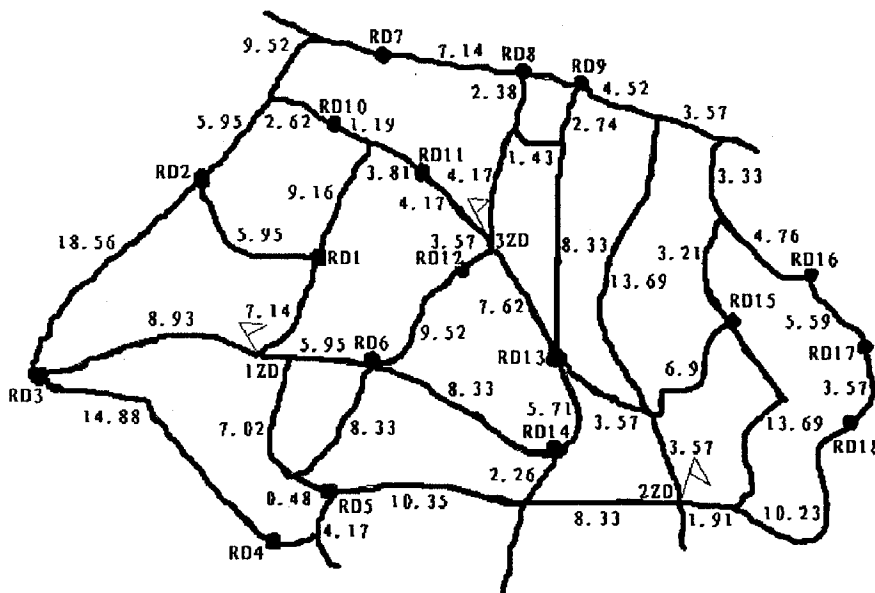 9.52
RD7
7.14
RD8
RD9
2.38
4.52
3.57
5.95
2.62
RD10
1.19
2.74
RD2
9.16
3.81
RD11
4.17
4.17
1.43
3.33
5.95
RD1
3.57
3ZD
RD12
8.33
3.21
4.76
RD16
18.56
7.14
7.62
13.69
RD15
5.59
8.93
1ZD
5.95
RD6
9.52
RD13
6.9
RD17
RD3
14.88
8.33
5.71
3.57
3.57
13.69
3.57
RD18
7.02
8.33
RD14
2.26
0.48
RD5
10.35
8.33
2ZD
1.91
10.23
RD4
4.17